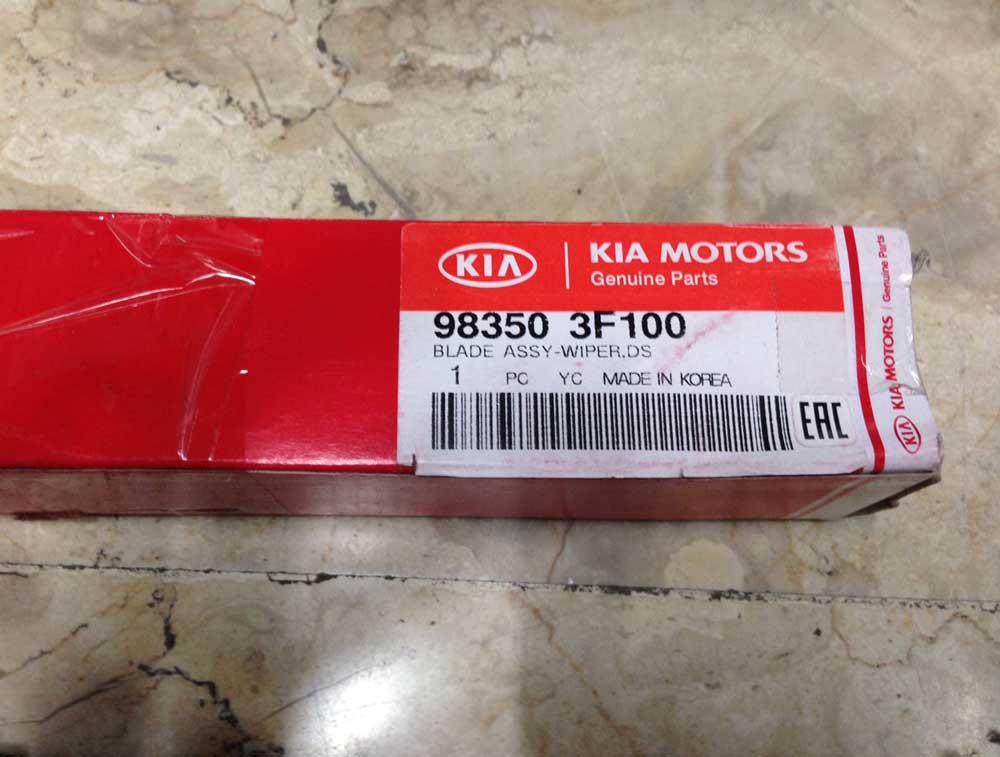 KIA
KIA MOTORS
Genuine Parts
98350 3F100
BLADE ASSY-WIPER,DS
1 PC YC MADE IN KOREA
EAC
KIA KIA MOTORS Genuine Parts